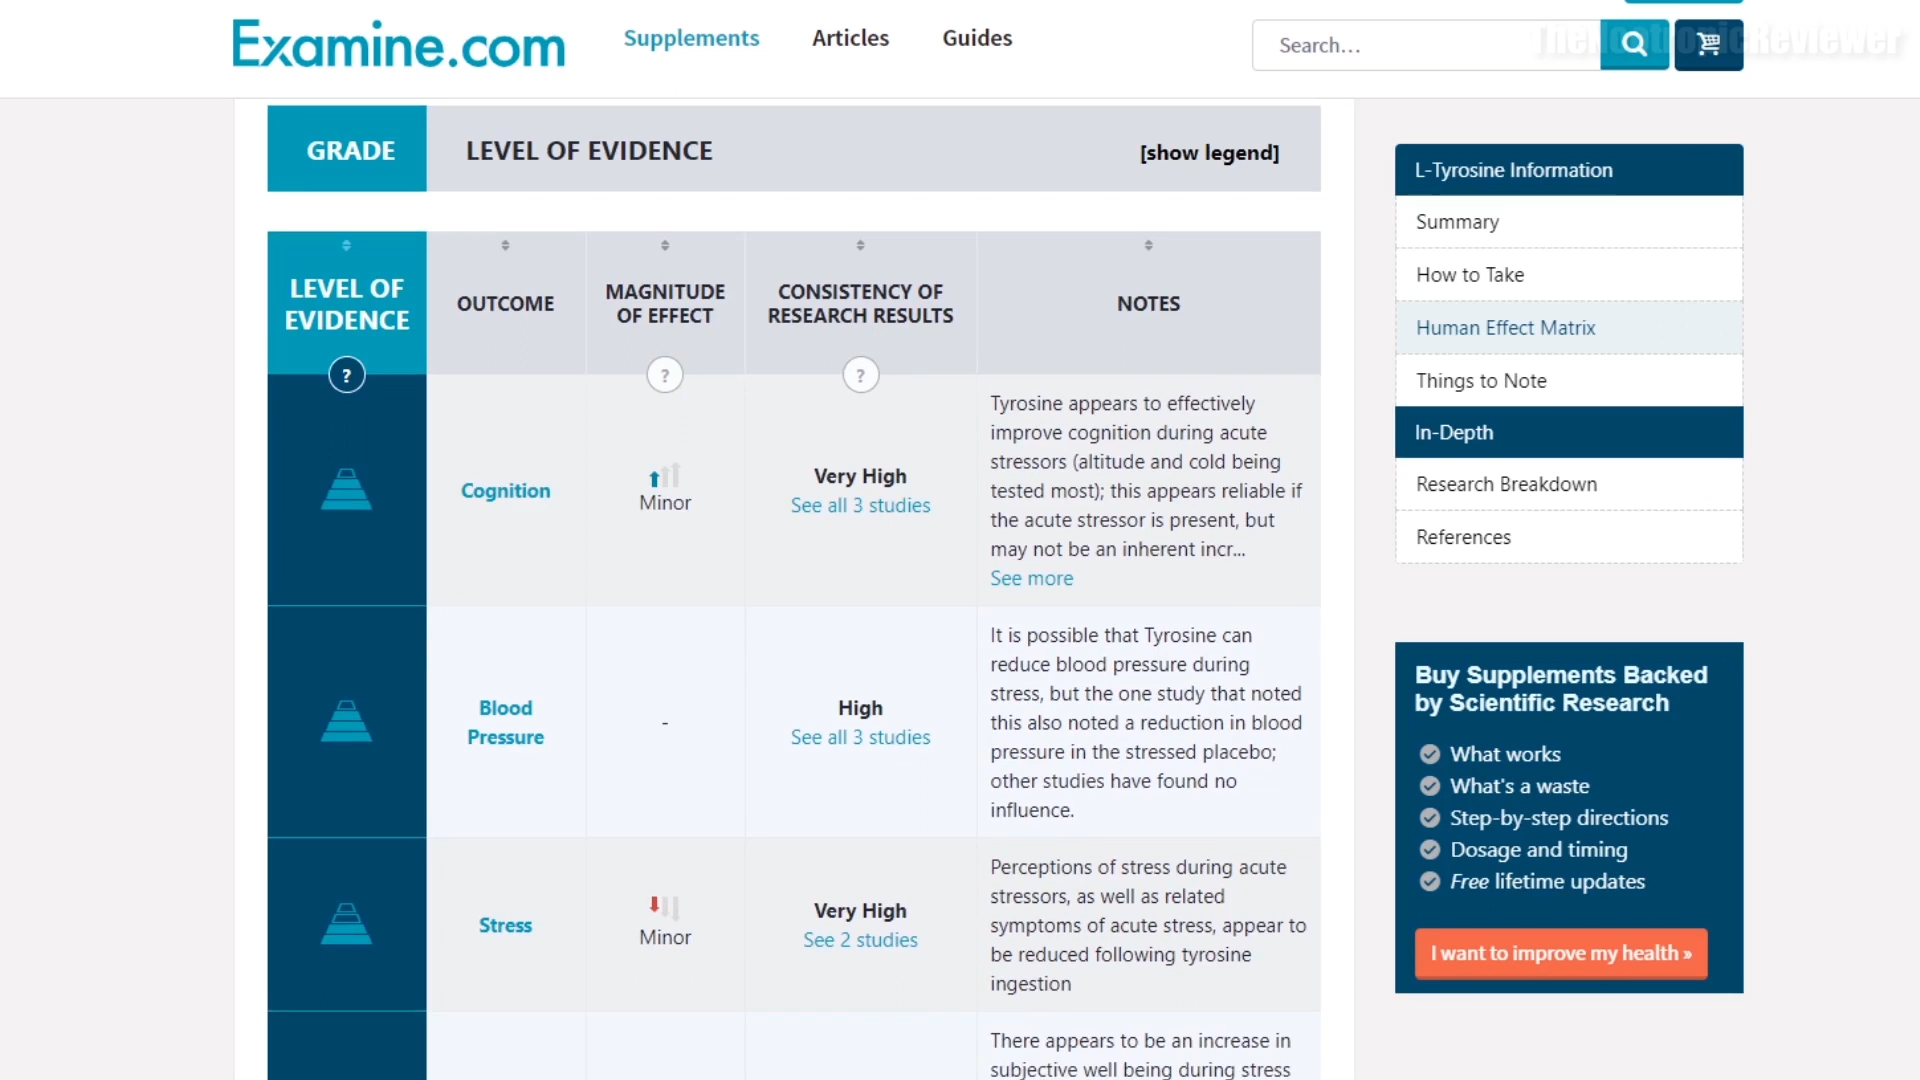 Examine.com
Supplements
Articles
Guides
Search...
TheNootropicReviewer
GRADE
LEVEL OF EVIDENCE
[show legend]
LEVEL OF
EVIDENCE
?
OUTCOME
MAGNITUDE
OF EFFECT
?
CONSISTENCY OF
RESEARCH RESULTS
?
NOTES
Cognition
Minor
Very High
See all 3 studies
Tyrosine appears to effectively
improve cognition during acute
stressors (altitude and cold being
tested most); this appears reliable if
the acute stressor is present, but
may not be an inherent incr...
See more
Blood
Pressure
-
High
See all 3 studies
It is possible that Tyrosine can
reduce blood pressure during
stress, but the one study that noted
this also noted a reduction in blood
pressure in the stressed placebo;
other studies have found no
influence.
Stress
Minor
Very High
See 2 studies
Perceptions of stress during acute
stressors, as well as related
symptoms of acute stress, appear to
be reduced following tyrosine
ingestion
There appears to be an increase in
subjective well being during stress
L-Tyrosine Information
Summary
How to Take
Human Effect Matrix
Things to Note
In-Depth
Research Breakdown
References
Buy Supplements Backed
by Scientific Research
What works
What's a waste
Step-by-step directions
Dosage and timing
Free lifetime updates
I want to improve my health »